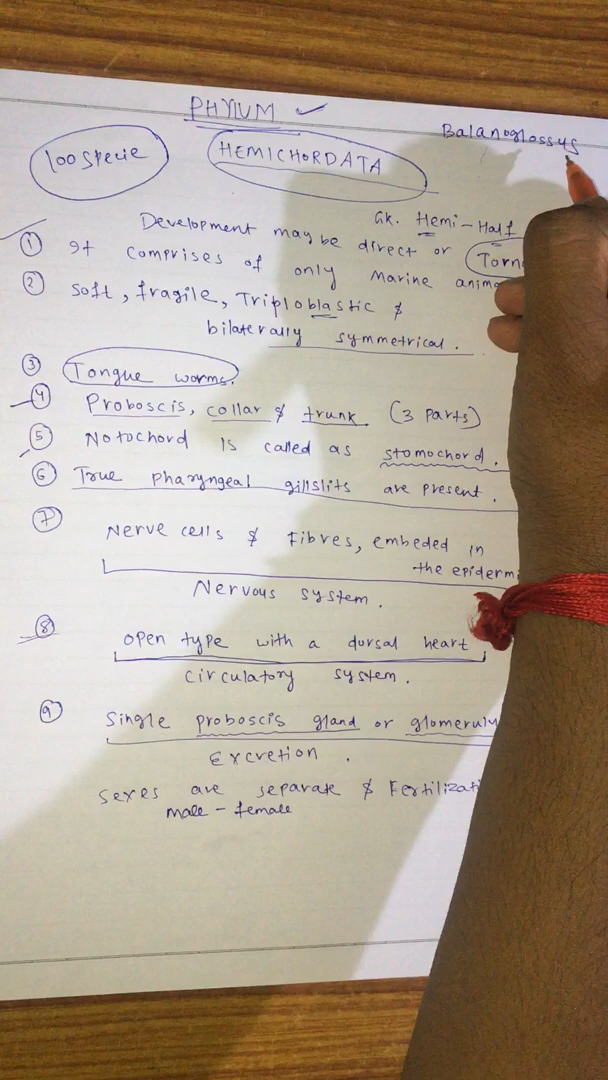 PHYLUM
Balanoglossus
100 specie
HEMICHORDATA
Gk. Hemi - Half
Development may be direct or
① It comprises of only marine
② Soft, fragile, Triploblastic &
bilaterally symmetrical.
③ Tongue worms.
④ Proboscis, collar & trunk (3 parts)
⑤ Notochord is called as stomochord.
⑥ True pharyngeal gillslits are present.
⑦ Nerve cells & Fibres, embeded in
the epidermi
Nervous system.
⑧ open type with a dorsal heart
circulatory system.
⑨ Single proboscis gland or glomerulu
Excretion.
Sexes are separate & Fertilizati
male - female